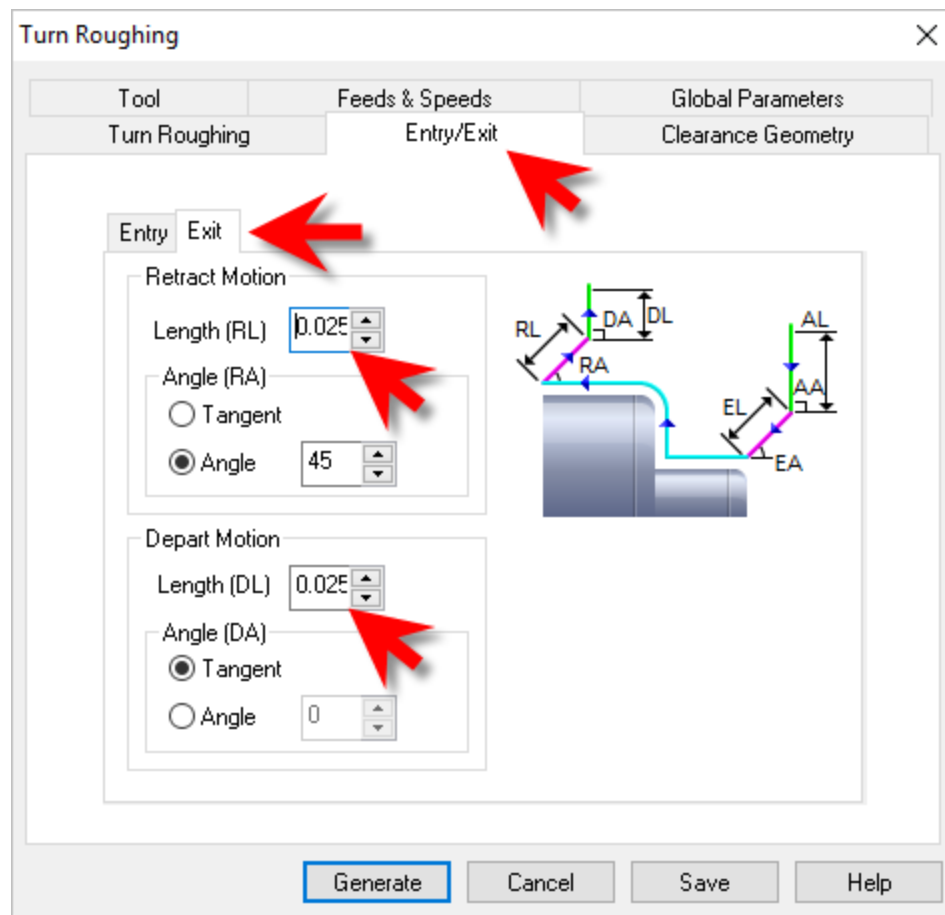 Turn Roughing
Tool Feeds & Speeds Global Parameters
Turn Roughing Entry/Exit Clearance Geometry
Entry Exit
Retract Motion
Length (RL) 0.025
Angle (RA)
Tangent
Angle 45
Depart Motion
Length (DL) 0.025
Angle (DA)
Tangent
Angle 0
RL DA DL AL
RA AA
EL
EA
Generate Cancel Save Help